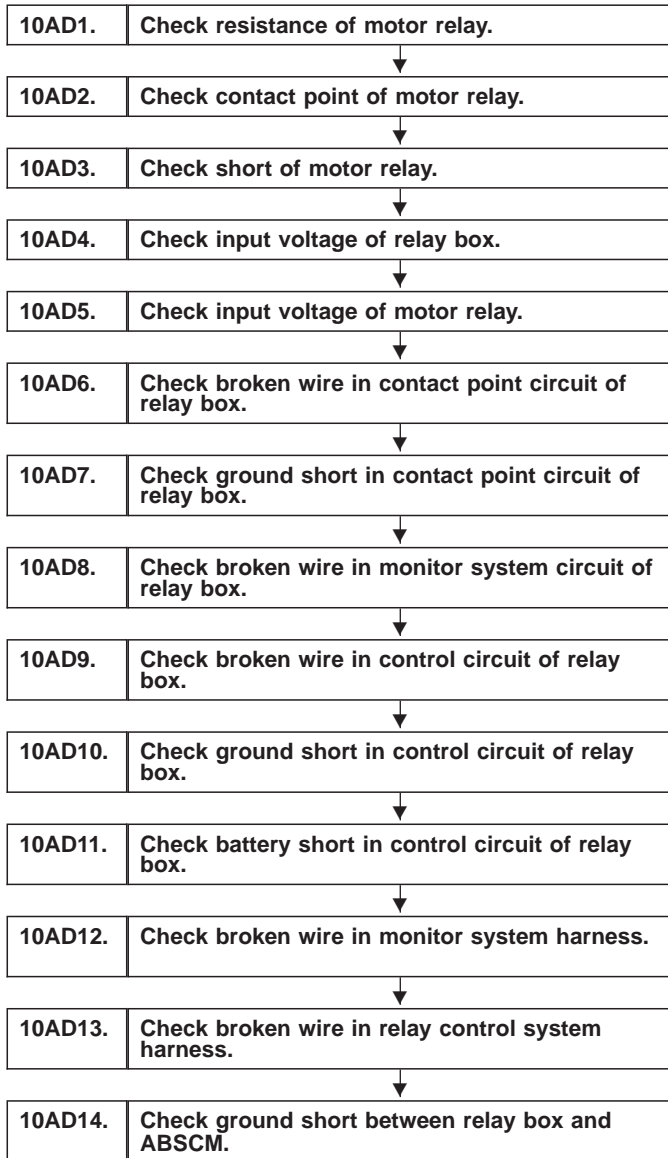 10AD1. Check resistance of motor relay.
10AD2. Check contact point of motor relay.
10AD3. Check short of motor relay.
10AD4. Check input voltage of relay box.
10AD5. Check input voltage of motor relay.
10AD6. Check broken wire in contact point circuit of
relay box.
10AD7. Check ground short in contact point circuit of
relay box.
10AD8. Check broken wire in monitor system circuit of
relay box.
10AD9. Check broken wire in control circuit of relay
box.
10AD10. Check ground short in control circuit of relay
box.
10AD11. Check battery short in control circuit of relay
box.
10AD12. Check broken wire in monitor system harness.
10AD13. Check broken wire in relay control system
harness.
10AD14. Check ground short between relay box and
ABSCM.